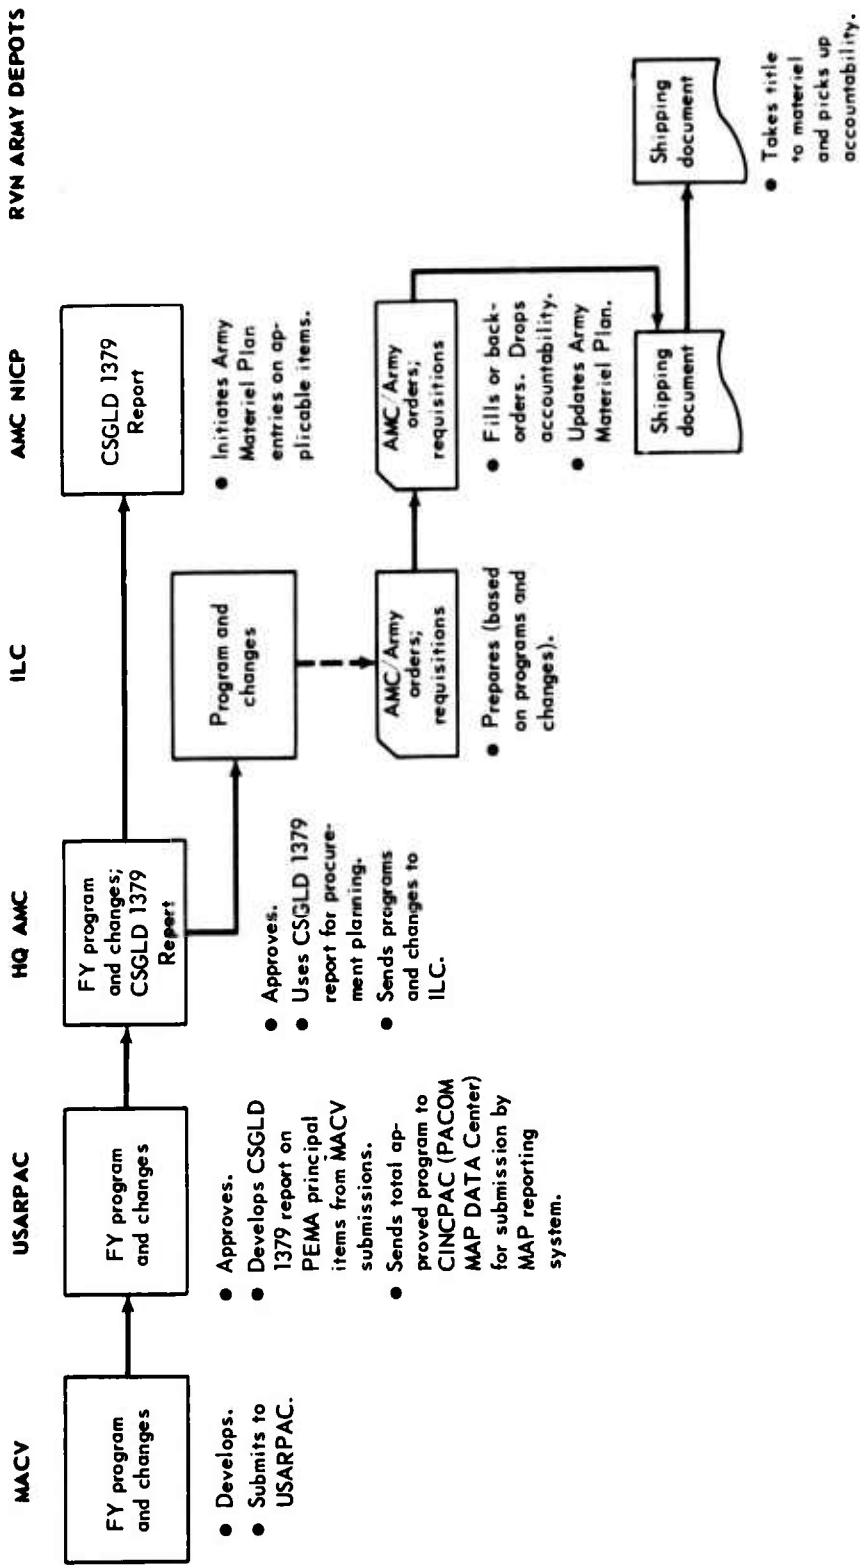 MACV
USARPAC
HQ AMC
ILC
AMC NICP
RVN ARMY DEPOTS
FY program
and changes
● Develops.
● Submits to
USARPAC.
FY program
and changes
● Approves.
● Develops CSGLD
1379 report on
PEMA principal
items from MACV
submissions.
● Sends total ap-
proved program to
CINCPAC (PACOM
MAP DATA Center)
for submission by
MAP reporting
system.
FY program
and changes;
CSGLD 1379
Report
● Approves.
● Uses CSGLD 1379
report for procure-
ment planning.
● Sends programs
and changes to
ILC.
Program and
changes
AMC/Army
orders;
requisitions
● Prepares (based
on programs and
changes).
CSGLD 1379
Report
● Initiates Army
Materiel Plan
entries on ap-
plicable items.
AMC/Army
orders;
requisitions
● Fills or back-
orders. Drops
accountability.
● Updates Army
Materiel Plan.
Shipping
document
Shipping
document
● Takes title
to materiel
and picks up
accountability.